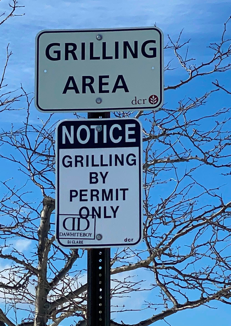 GRILLING
AREA
dcr
NOTICE
GRILLING
BY
PERMIT
ONLY
DAWHITEBOY
dcr